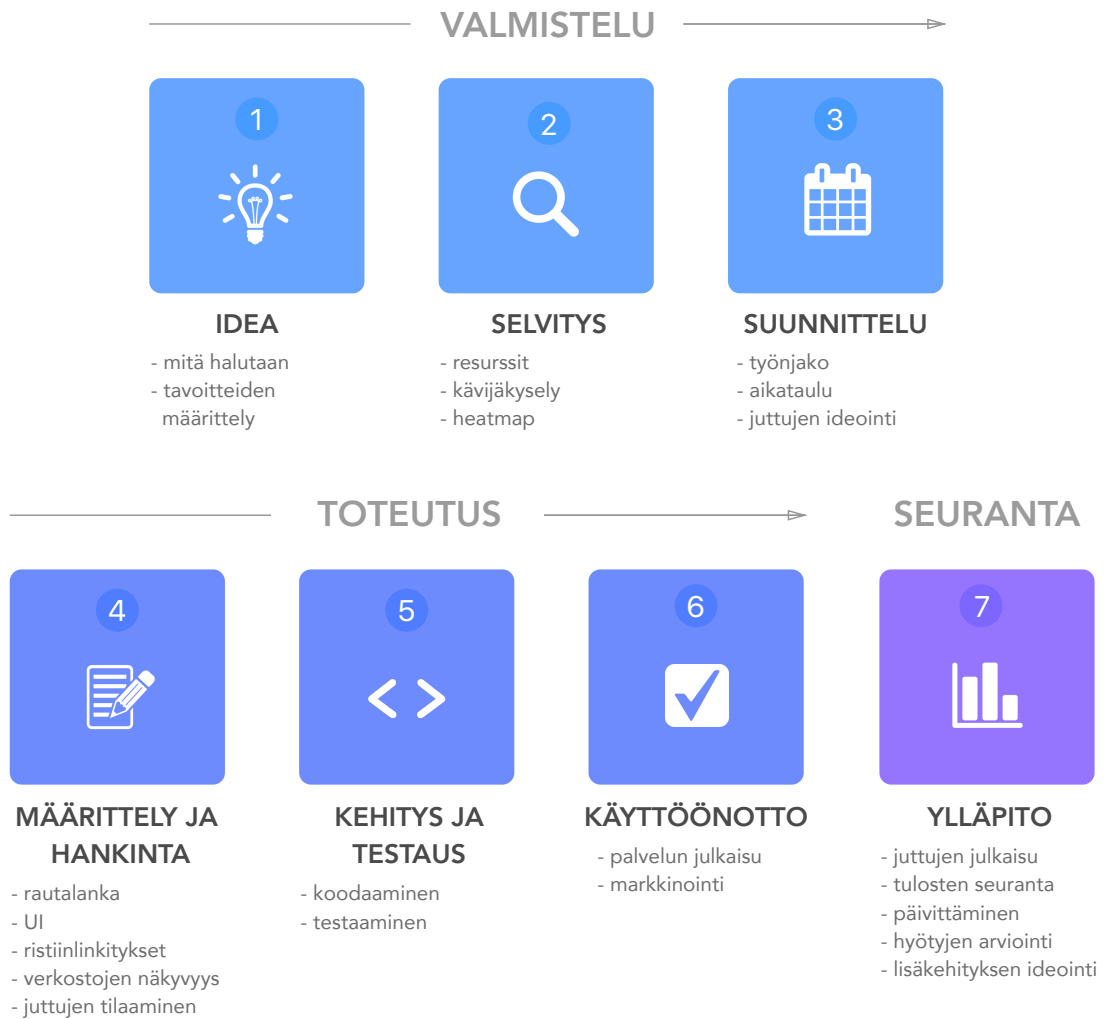 VALMISTELU
1
2
3
IDEA
- mitä halutaan
- tavoitteiden
määrittely
SELVITYS
- resurssit
- kävijäkysely
- heatmap
SUUNNITTELU
- työnjako
- aikataulu
- juttujen ideointi
TOTEUTUS
SEURANTA
4
5
6
7
MÄÄRITTELY JA
HANKINTA
- rautalanka
- UI
- ristiinlinkitykset
- verkostojen näkyvyys
- juttujen tilaaminen
KEHITYS JA
TESTAUS
- koodaaminen
- testaaminen
KÄYTTÖÖNOTTO
- palvelun julkaisu
- markkinointi
YLLÄPITO
- juttujen julkaisu
- tulosten seuranta
- päivittäminen
- hyötyjen arviointi
- lisäkehityksen ideointi